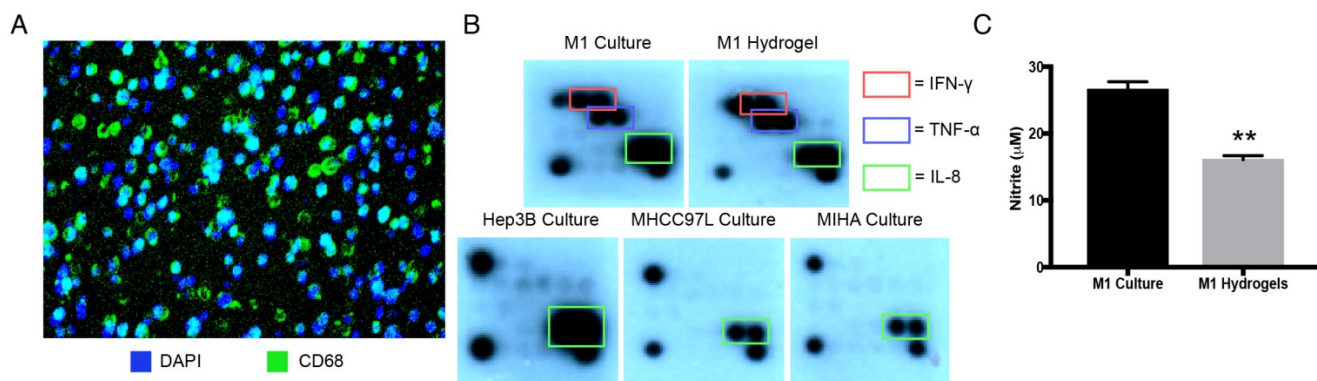 A
DAPI
CD68
B
M1 Culture
M1 Hydrogel
= IFN-γ
= TNF-α
= IL-8
Hep3B Culture
MHCC97L Culture
MIHA Culture
C
Nitrite (μM)
30
20
10
0
**
M1 Culture
M1 Hydrogels